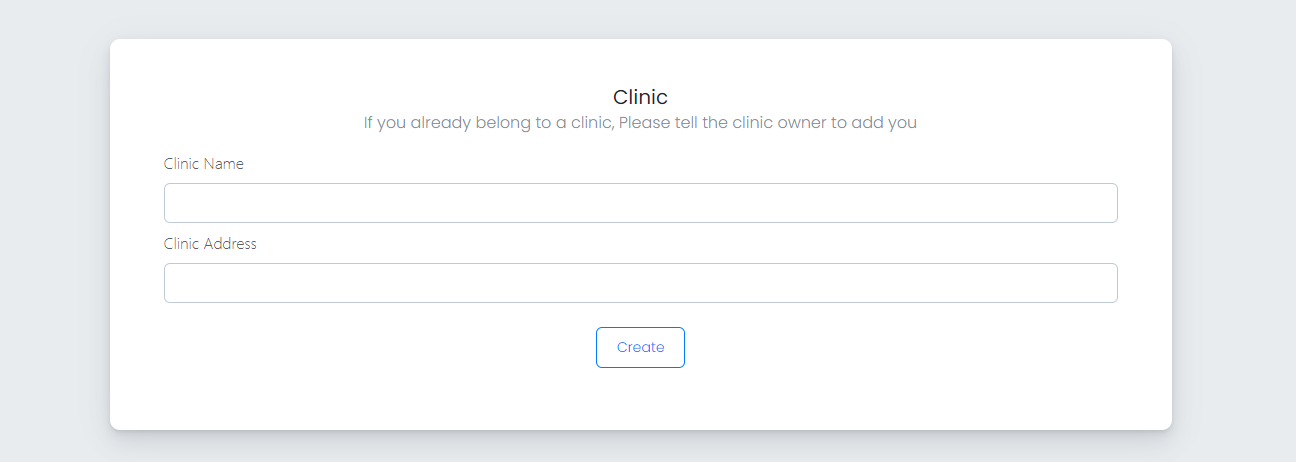 Clinic
If you already belong to a clinic, Please tell the clinic owner to add you
Clinic Name
Clinic Address
Create